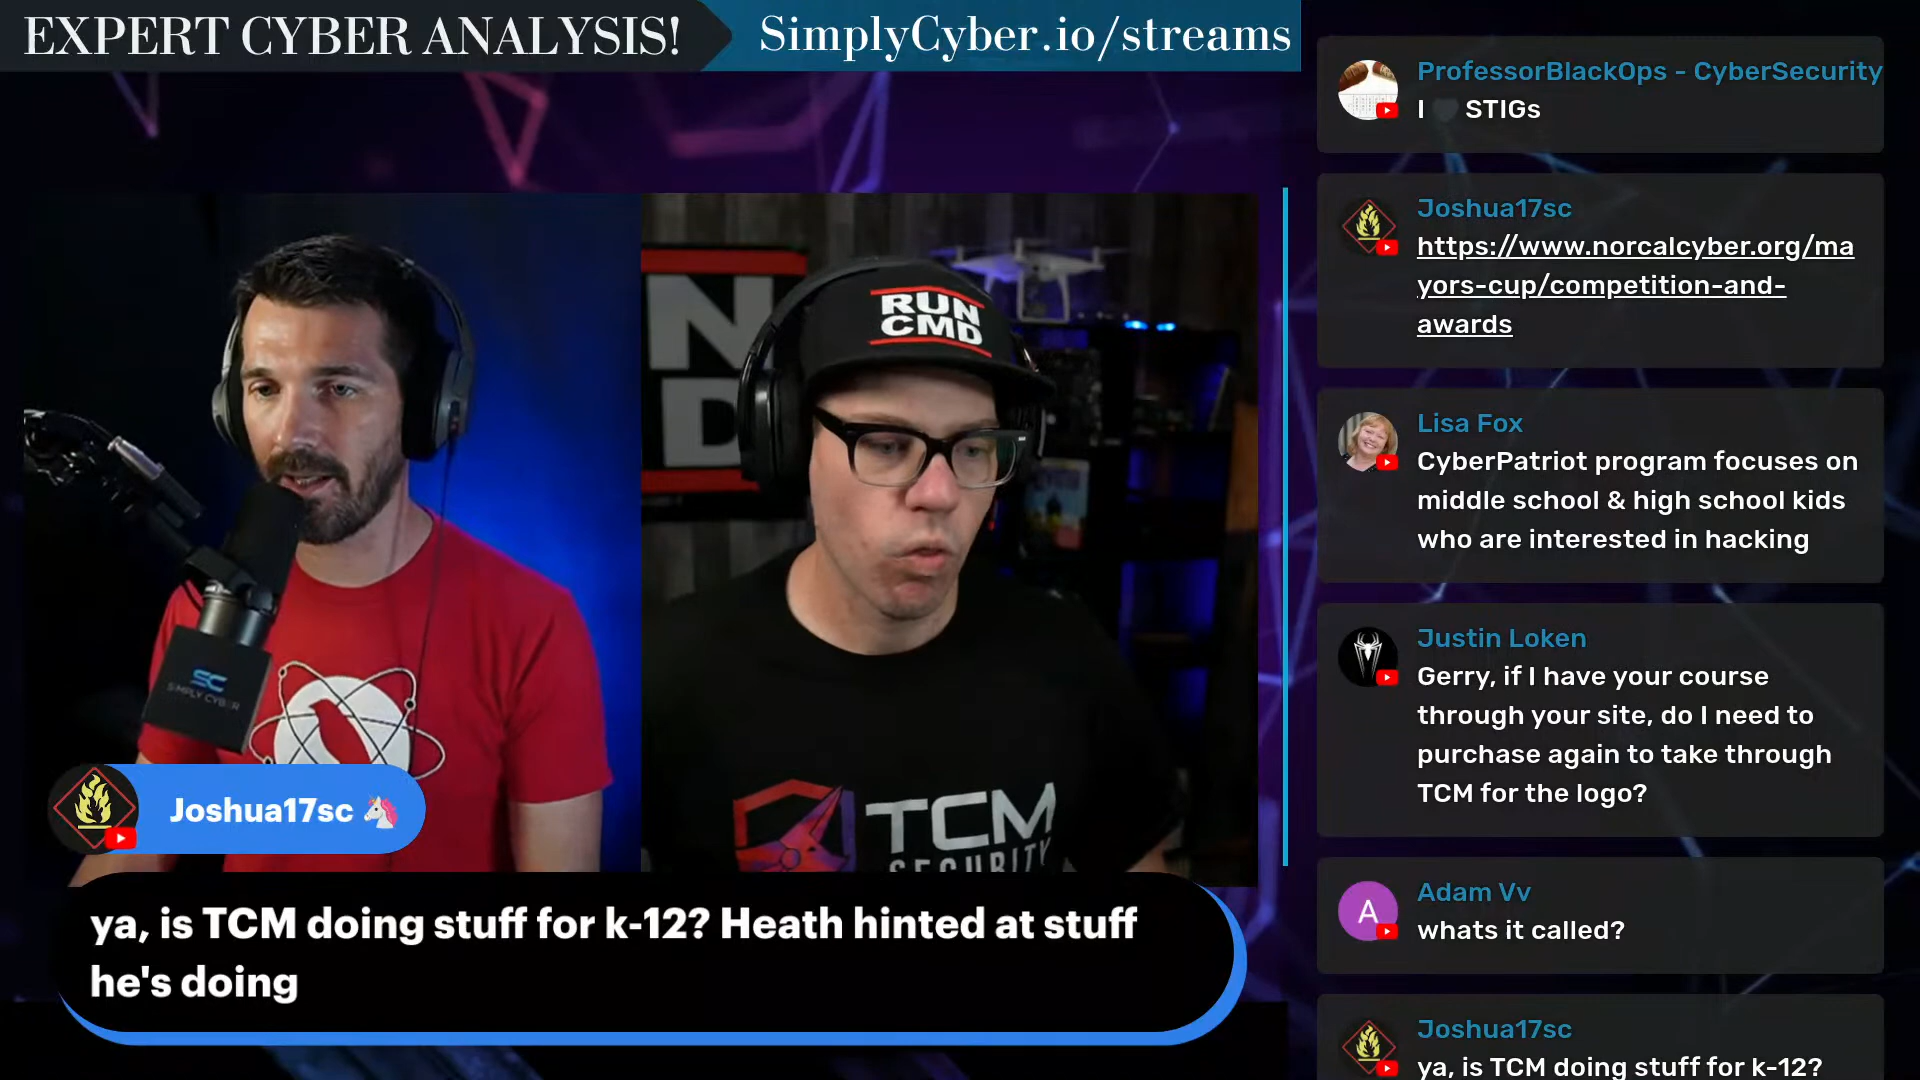 EXPERT CYBER ANALYSIS!
SimplyCyber.io/streams
ProfessorBlackOps - CyberSecurity
I 🖤 STIGs
Joshua17sc
https://www.norcalcyber.org/ma
yors-cup/competition-and-
awards
Lisa Fox
CyberPatriot program focuses on
middle school & high school kids
who are interested in hacking
Justin Loken
Gerry, if I have your course
through your site, do I need to
purchase again to take through
TCM for the logo?
A
Adam Vv
whats it called?
Joshua17sc
ya, is TCM doing stuff for k-12?
N
D
RUN
CMD
SC
SIMPLY CYBER
TCM
SECURITY
Joshua17sc 🦄
ya, is TCM doing stuff for k-12? Heath hinted at stuff
he's doing